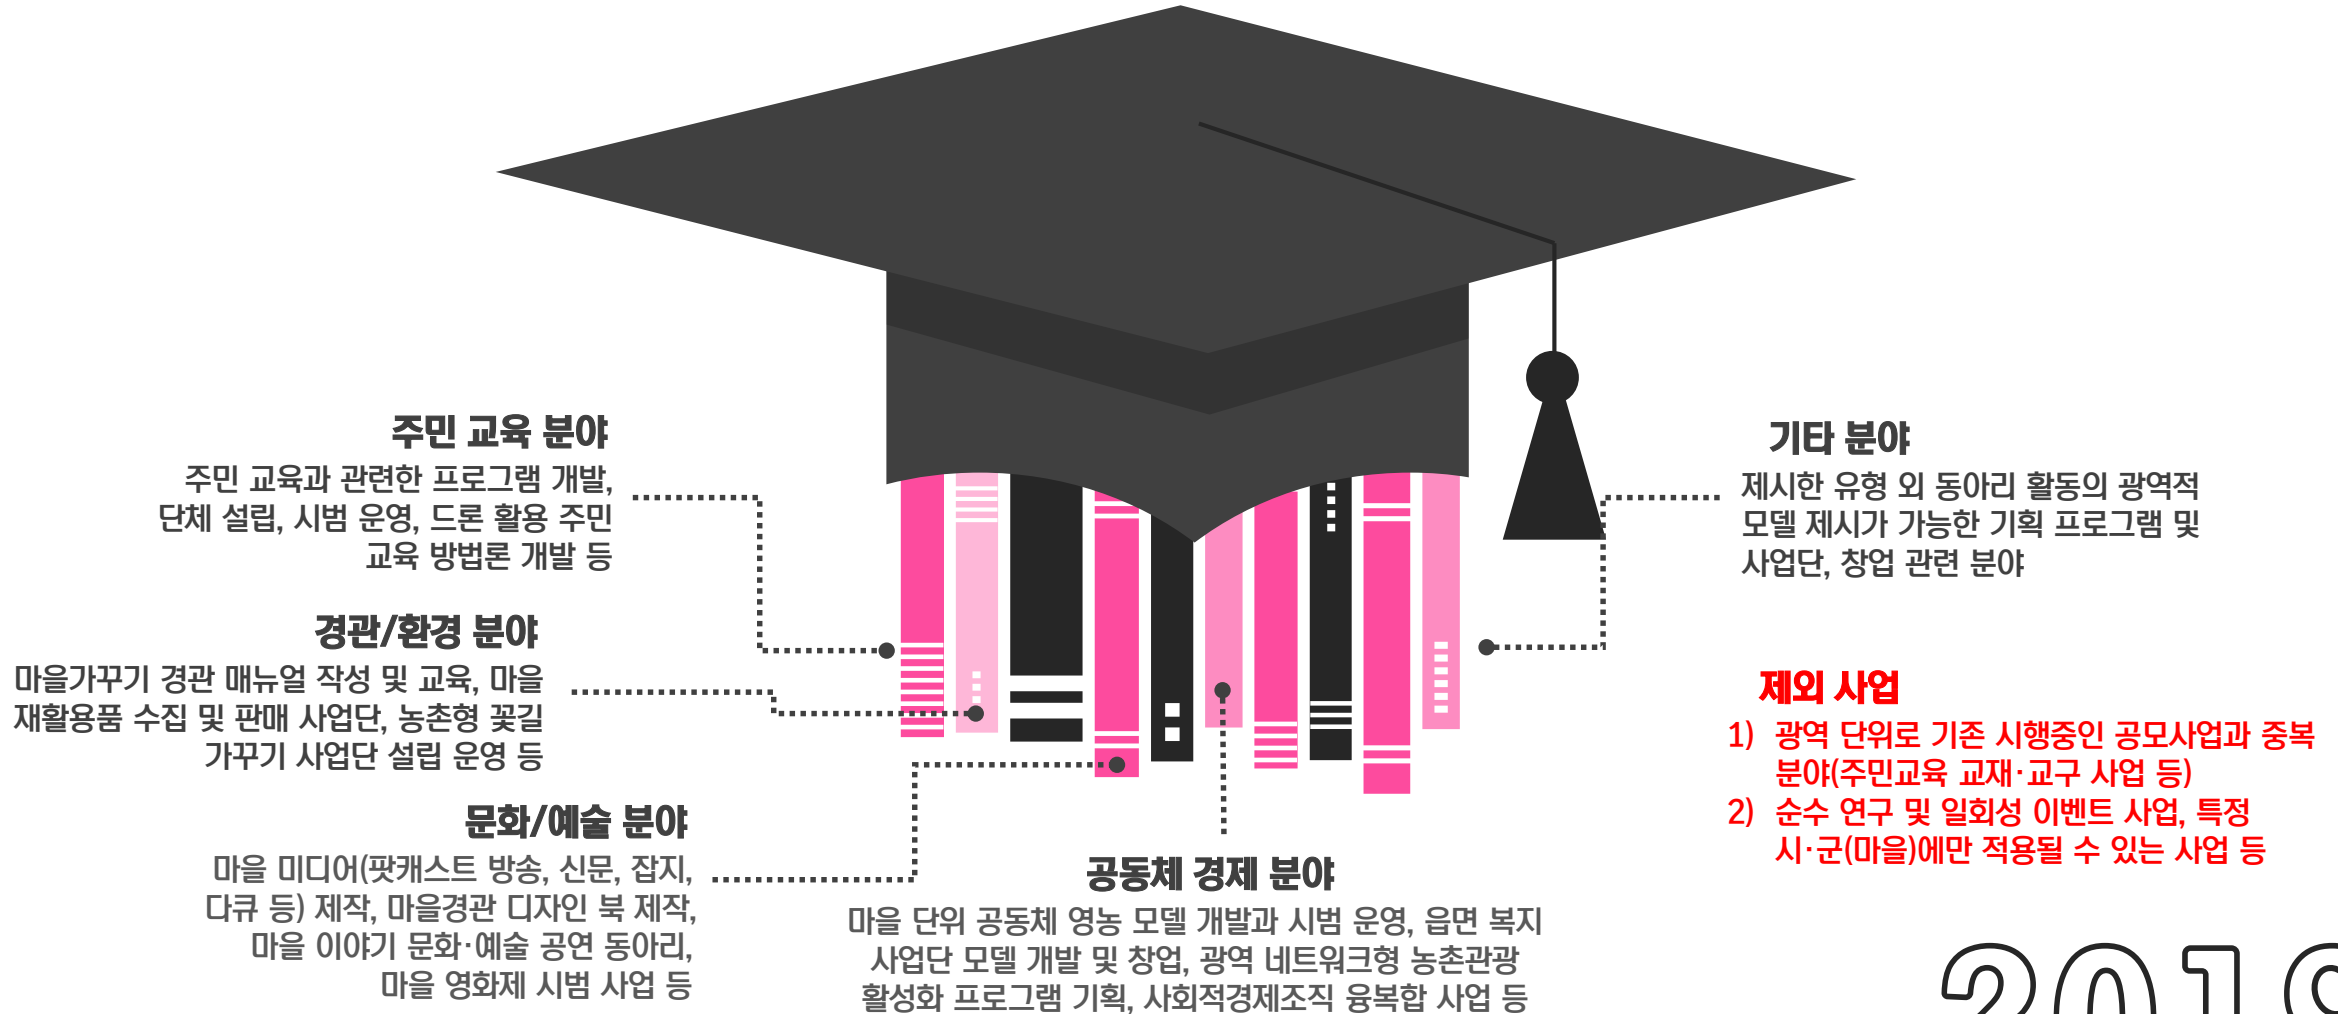 주민 교육 분야
주민 교육과 관련한 프로그램 개발,
단체 설립, 시범 운영, 드론 활용 주민
교육 방법론 개발 등
경관/환경 분야
마을가꾸기 경관 매뉴얼 작성 및 교육, 마을
재활용품 수집 및 판매 사업단, 농촌형 꽃길
가꾸기 사업단 설립 운영 등
문화/예술 분야
마을 미디어(팟캐스트 방송, 신문, 잡지,
다큐 등) 제작, 마을경관 디자인 북 제작,
마을 이야기 문화·예술 공연 동아리,
마을 영화제 시범 사업 등
공동체 경제 분야
마을 단위 공동체 영농 모델 개발과 시범 운영, 읍면 복지
사업단 모델 개발 및 창업, 광역 네트워크형 농촌관광
활성화 프로그램 기획, 사회적경제조직 융복합 사업 등
기타 분야
제시한 유형 외 동아리 활동의 광역적
모델 제시가 가능한 기획 프로그램 및
사업단, 창업 관련 분야
제외 사업
1) 광역 단위로 기존 시행중인 공모사업과 중복
분야(주민교육 교재·교구 사업 등)
2) 순수 연구 및 일회성 이벤트 사업, 특정
시·군(마을)에만 적용될 수 있는 사업 등